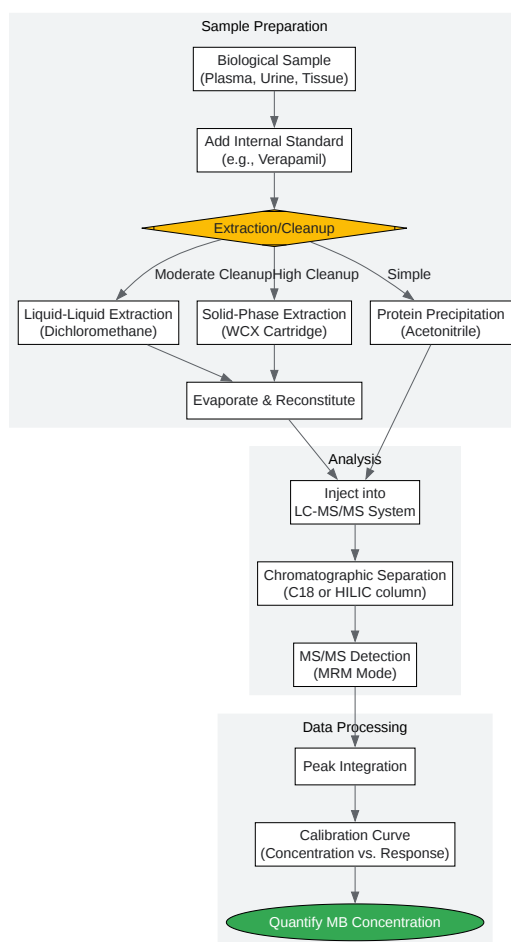 Sample Preparation
Biological Sample
(Plasma, Urine, Tissue)
Add Internal Standard
(e.g., Verapamil)
Extraction/Cleanup
Moderate Cleanup
High Cleanup
Simple
Liquid-Liquid Extraction
(Dichloromethane)
Solid-Phase Extraction
(WCX Cartridge)
Protein Precipitation
(Acetonitrile)
Evaporate & Reconstitute
Analysis
Inject into
LC-MS/MS System
Chromatographic Separation
(C18 or HILIC column)
MS/MS Detection
(MRM Mode)
Data Processing
Peak Integration
Calibration Curve
(Concentration vs. Response)
Quantify MB Concentration